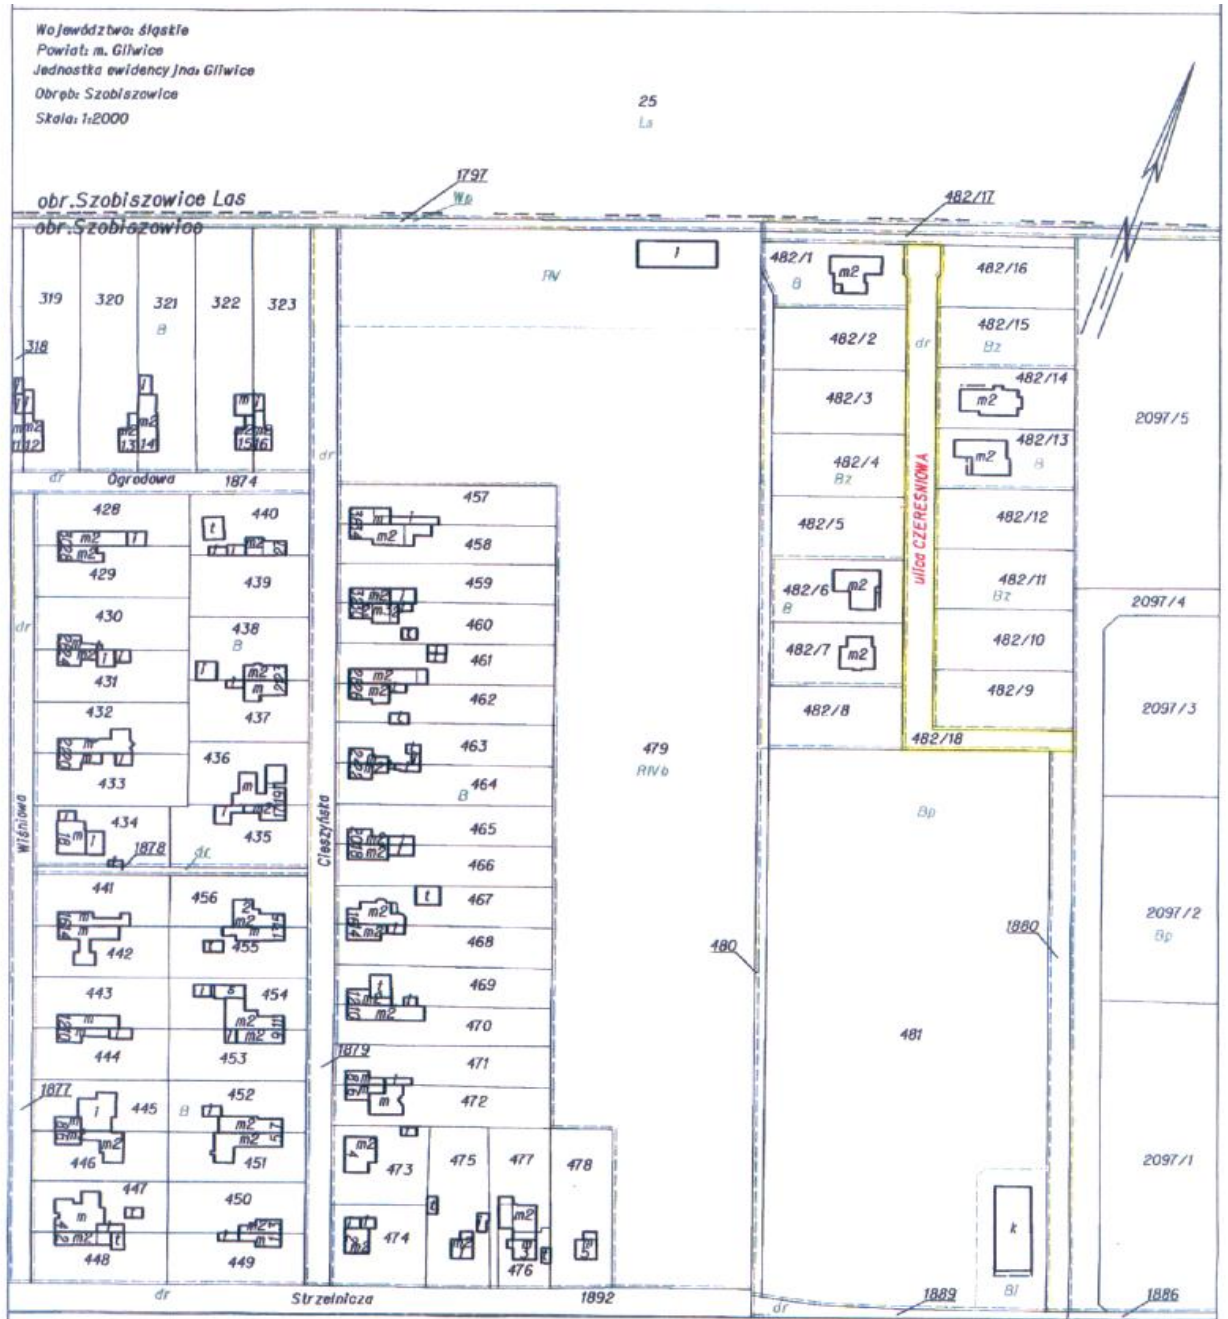 Województwo: śląskie
Powiat: m. Gliwice
Jednostka ewidencyjna: Gliwice
Obręb: Szobiszowice
Skala: 1:2000
25
Ls
1797
Wp
482/17
obr.Szobiszowice Las
obr.Szobiszowice
319
320
321
322
323
B
318
RV
i
482/1
B
m2
482/16
482/2
dr
482/15
Bz
482/3
482/14
m2
482/13
m2
B
482/4
Bz
2097/5
ulica CZEREŚNIOWA
dr
Ogrodowa
1874
dr
428
440
457
482/5
482/12
429
439
458
459
482/6
B
m2
482/11
Bz
2097/4
430
438
B
460
482/7
m2
482/10
dr
431
437
461
462
482/9
432
482/8
2097/3
433
436
463
479
RIVb
482/18
464
B
434
435
465
Bp
Wiśniowa
Cieszyńska
1878
dr
466
441
456
467
2097/2
Bp
442
455
468
480
1880
443
454
469
470
481
444
453
1879
471
1877
445
B
452
472
446
451
473
475
477
478
2097/1
447
450
474
476
k
448
449
Bi
dr
Strzelnicza
1892
dr
1889
1886